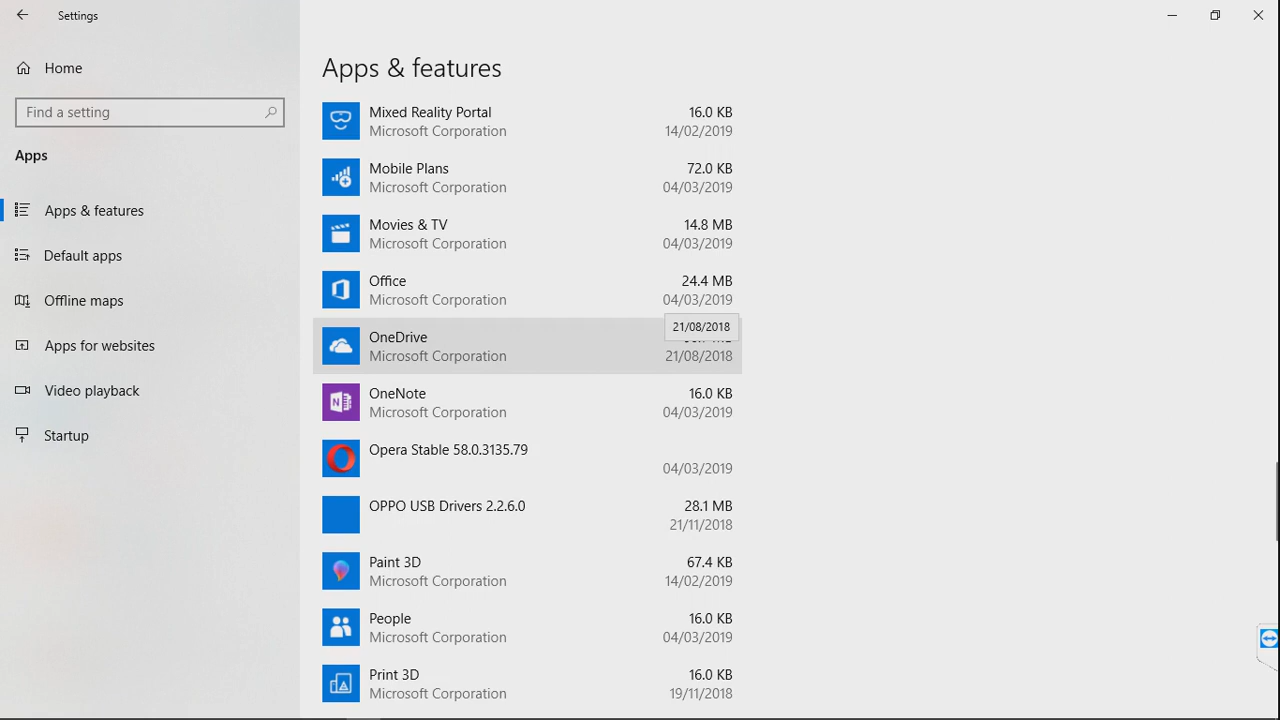 Settings
Home
Find a setting
Apps
Apps & features
Default apps
Offline maps
Apps for websites
Video playback
Startup
Apps & features
Mixed Reality Portal 16.0 KB
Microsoft Corporation 14/02/2019
Mobile Plans 72.0 KB
Microsoft Corporation 04/03/2019
Movies & TV 14.8 MB
Microsoft Corporation 04/03/2019
Office 24.4 MB
Microsoft Corporation 04/03/2019
21/08/2018
OneDrive
Microsoft Corporation 21/08/2018
OneNote 16.0 KB
Microsoft Corporation 04/03/2019
Opera Stable 58.0.3135.79
04/03/2019
OPPO USB Drivers 2.2.6.0 28.1 MB
21/11/2018
Paint 3D 67.4 KB
Microsoft Corporation 14/02/2019
People 16.0 KB
Microsoft Corporation 04/03/2019
Print 3D 16.0 KB
Microsoft Corporation 19/11/2018